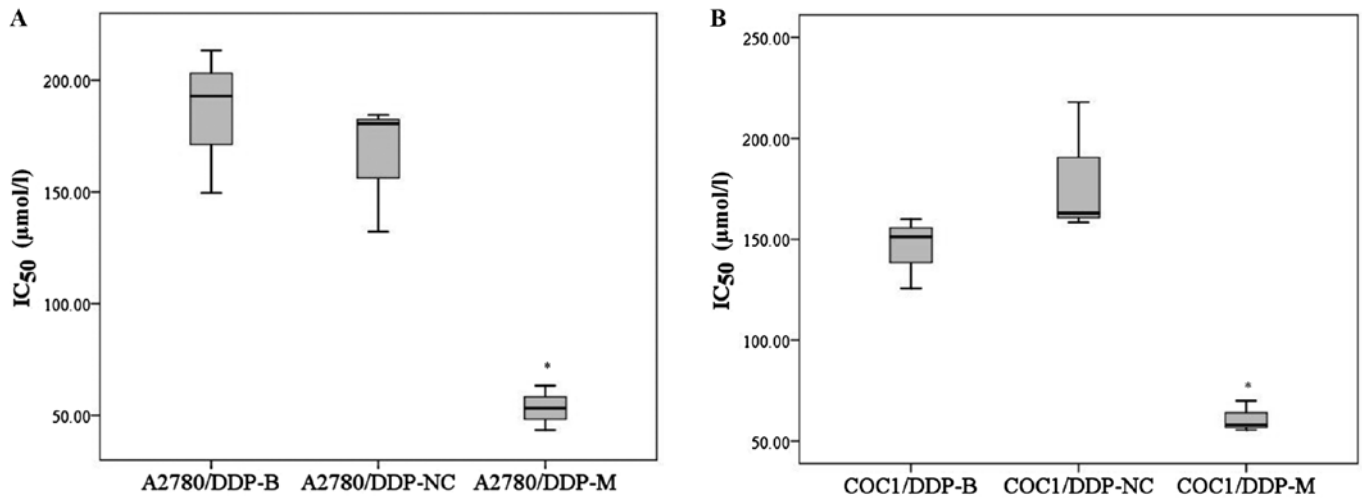 A
IC50 (μmol/l)
200.00
150.00
100.00
50.00
*
A2780/DDP-B A2780/DDP-NC A2780/DDP-M
B
IC50 (μmol/l)
250.00
200.00
150.00
100.00
50.00
*
COC1/DDP-B COC1/DDP-NC COC1/DDP-M